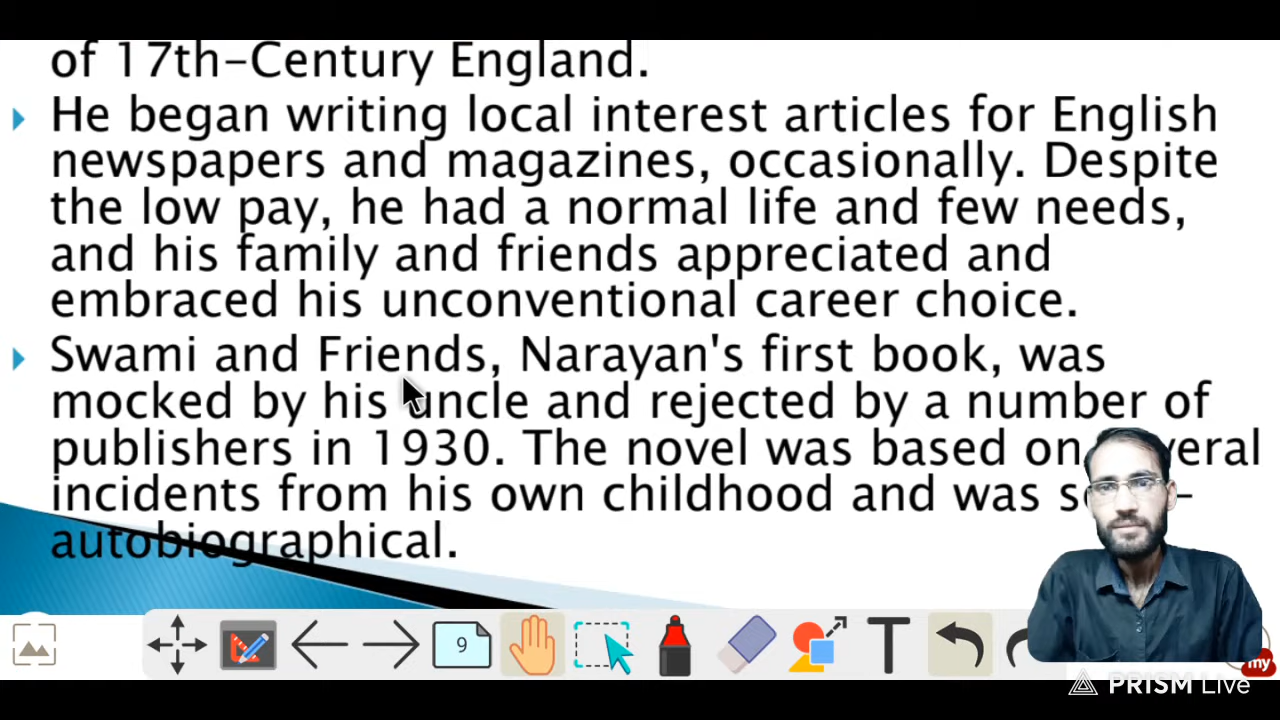 of 17th-Century England.
He began writing local interest articles for English
newspapers and magazines, occasionally. Despite
the low pay, he had a normal life and few needs,
and his family and friends appreciated and
embraced his unconventional career choice.
Swami and Friends, Narayan's first book, was
mocked by his uncle and rejected by a number of
publishers in 1930. The novel was based on
incidents from his own childhood and was
autobiographical.
9
T
my
PRISM Live